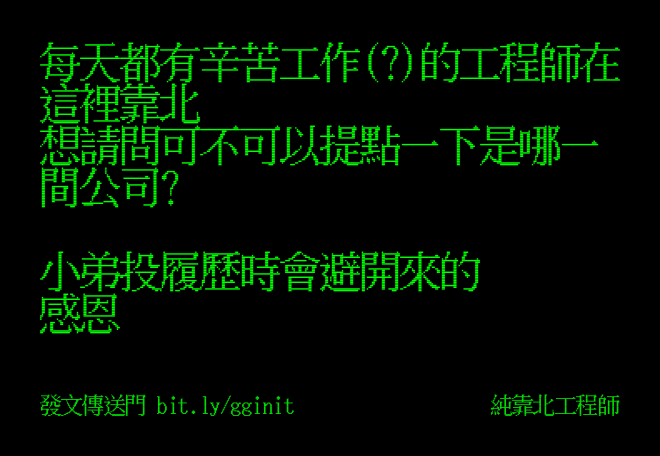 每天都有辛苦工作(?)的工程師在
這裡靠北
想請問可不可以提點一下是哪一
間公司?
小弟投履歷時會避開來的
感恩
發文傳送門 bit.ly/gginit
純靠北工程師